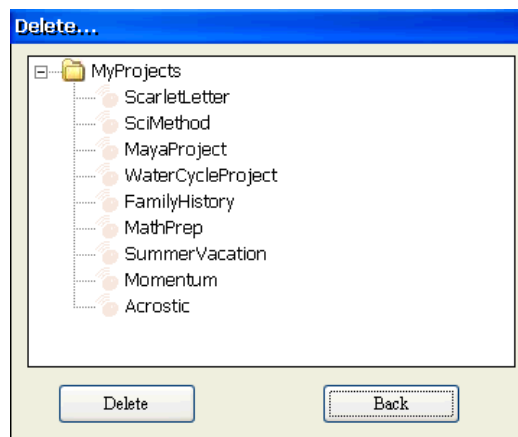 Delete...
MyProjects
ScarletLetter
SciMethod
MayaProject
WaterCycleProject
FamilyHistory
MathPrep
SummerVacation
Momentum
Acrostic
Delete Back